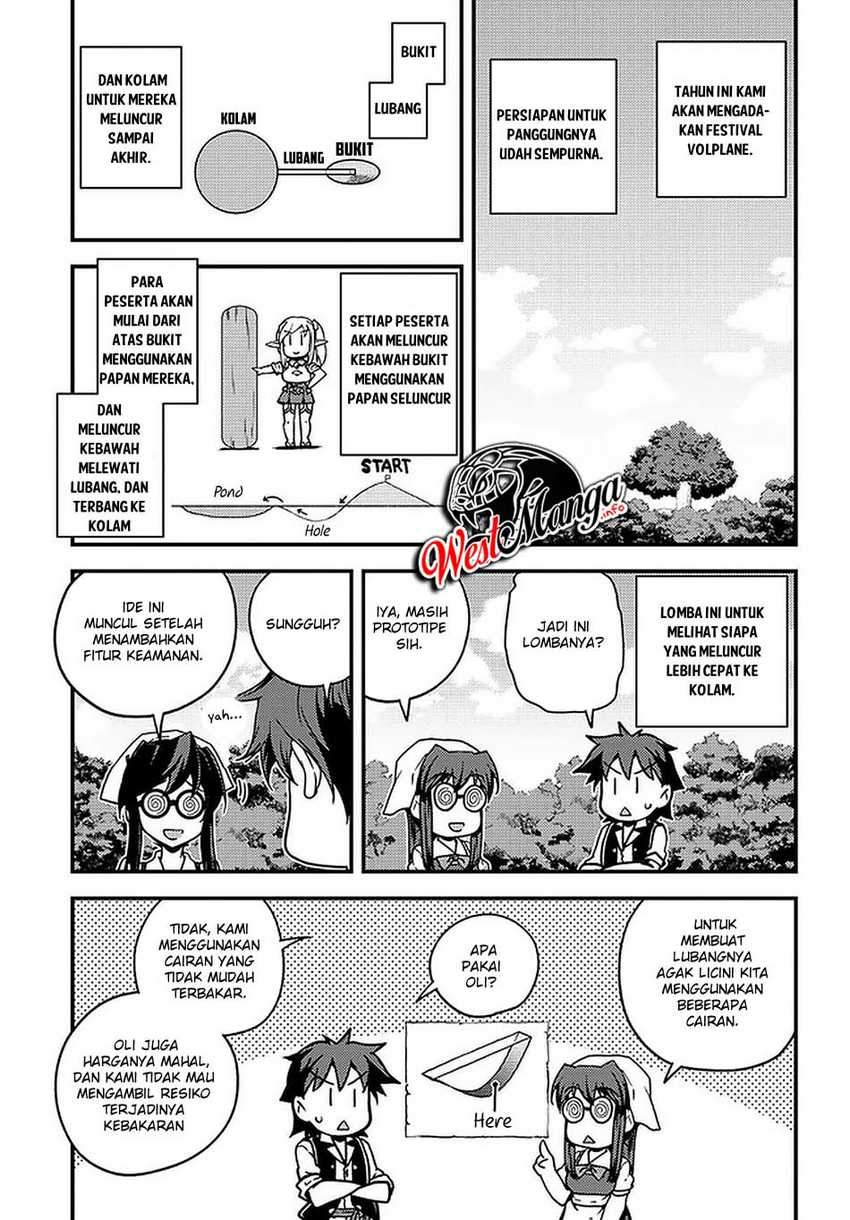 TAHUN INI KAMI
AKAN MENGADA-
KAN FESTIVAL
VOLPLANE.
PERSIAPAN UNTUK
PANGGUNGNYA
UDAH SEMPURNA.
BUKIT
LUBANG
DAN KOLAM
UNTUK MEREKA
MELUNCUR
SAMPAI
AKHIR.
KOLAM
LUBANG
BUKIT
SETIAP PESERTA
AKAN MELUNCUR
KEBAWAH BUKIT
MENGGUNAKAN
PAPAN SELUNCUR
PARA
PESERTA AKAN
MULAI DARI
ATAS BUKIT
MENGGUNAKAN
PAPAN MEREKA,
DAN
MELUNCUR
KEBAWAH
MELEWATI
LUBANG, DAN
TERBANG KE
KOLAM
START
Pond
Hole
WestManga
.info
LOMBA INI UNTUK
MELIHAT SIAPA
YANG MELUNCUR
LEBIH CEPAT KE
KOLAM.
JADI INI
LOMBANYA?
IYA, MASIH
PROTOTIPE
SIH.
SUNGGUH?
IDE INI
MUNCUL SETELAH
MENAMBAHKAN
FITUR KEAMANAN.
yah...
UNTUK
MEMBUAT
LUBANGNYA
AGAK LICIN KITA
MENGGUNAKAN
BEBERAPA
CAIRAN.
APA
PAKAI
OLI?
TIDAK, KAMI
MENGGUNAKAN
CAIRAN YANG
TIDAK MUDAH
TERBAKAR.
OLI JUGA
HARGANYA MAHAL,
DAN KAMI TIDAK MAU
MENGAMBIL RESIKO
TERJADINYA
KEBAKARAN
Here